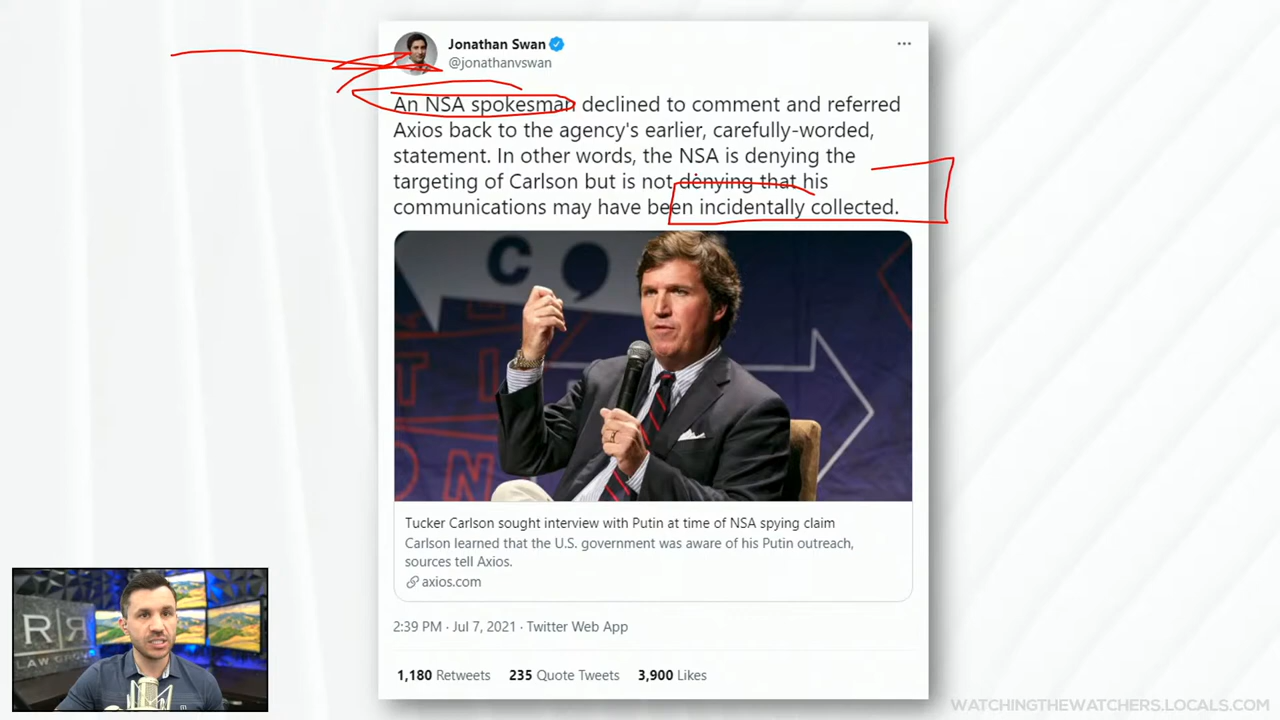 Jonathan Swan
@jonathanvswan
An NSA spokesman declined to comment and referred
Axios back to the agency's earlier, carefully-worded,
statement. In other words, the NSA is denying the
targeting of Carlson but is not denying that his
communications may have been incidentally collected.
C
T I
O N
Tucker Carlson sought interview with Putin at time of NSA spying claim
Carlson learned that the U.S. government was aware of his Putin outreach,
sources tell Axios.
axios.com
2:39 PM · Jul 7, 2021 · Twitter Web App
1,180 Retweets 235 Quote Tweets 3,900 Likes
R R
LAW GROUP
WATCHINGTHEWATCHERS.LOCALS.COM